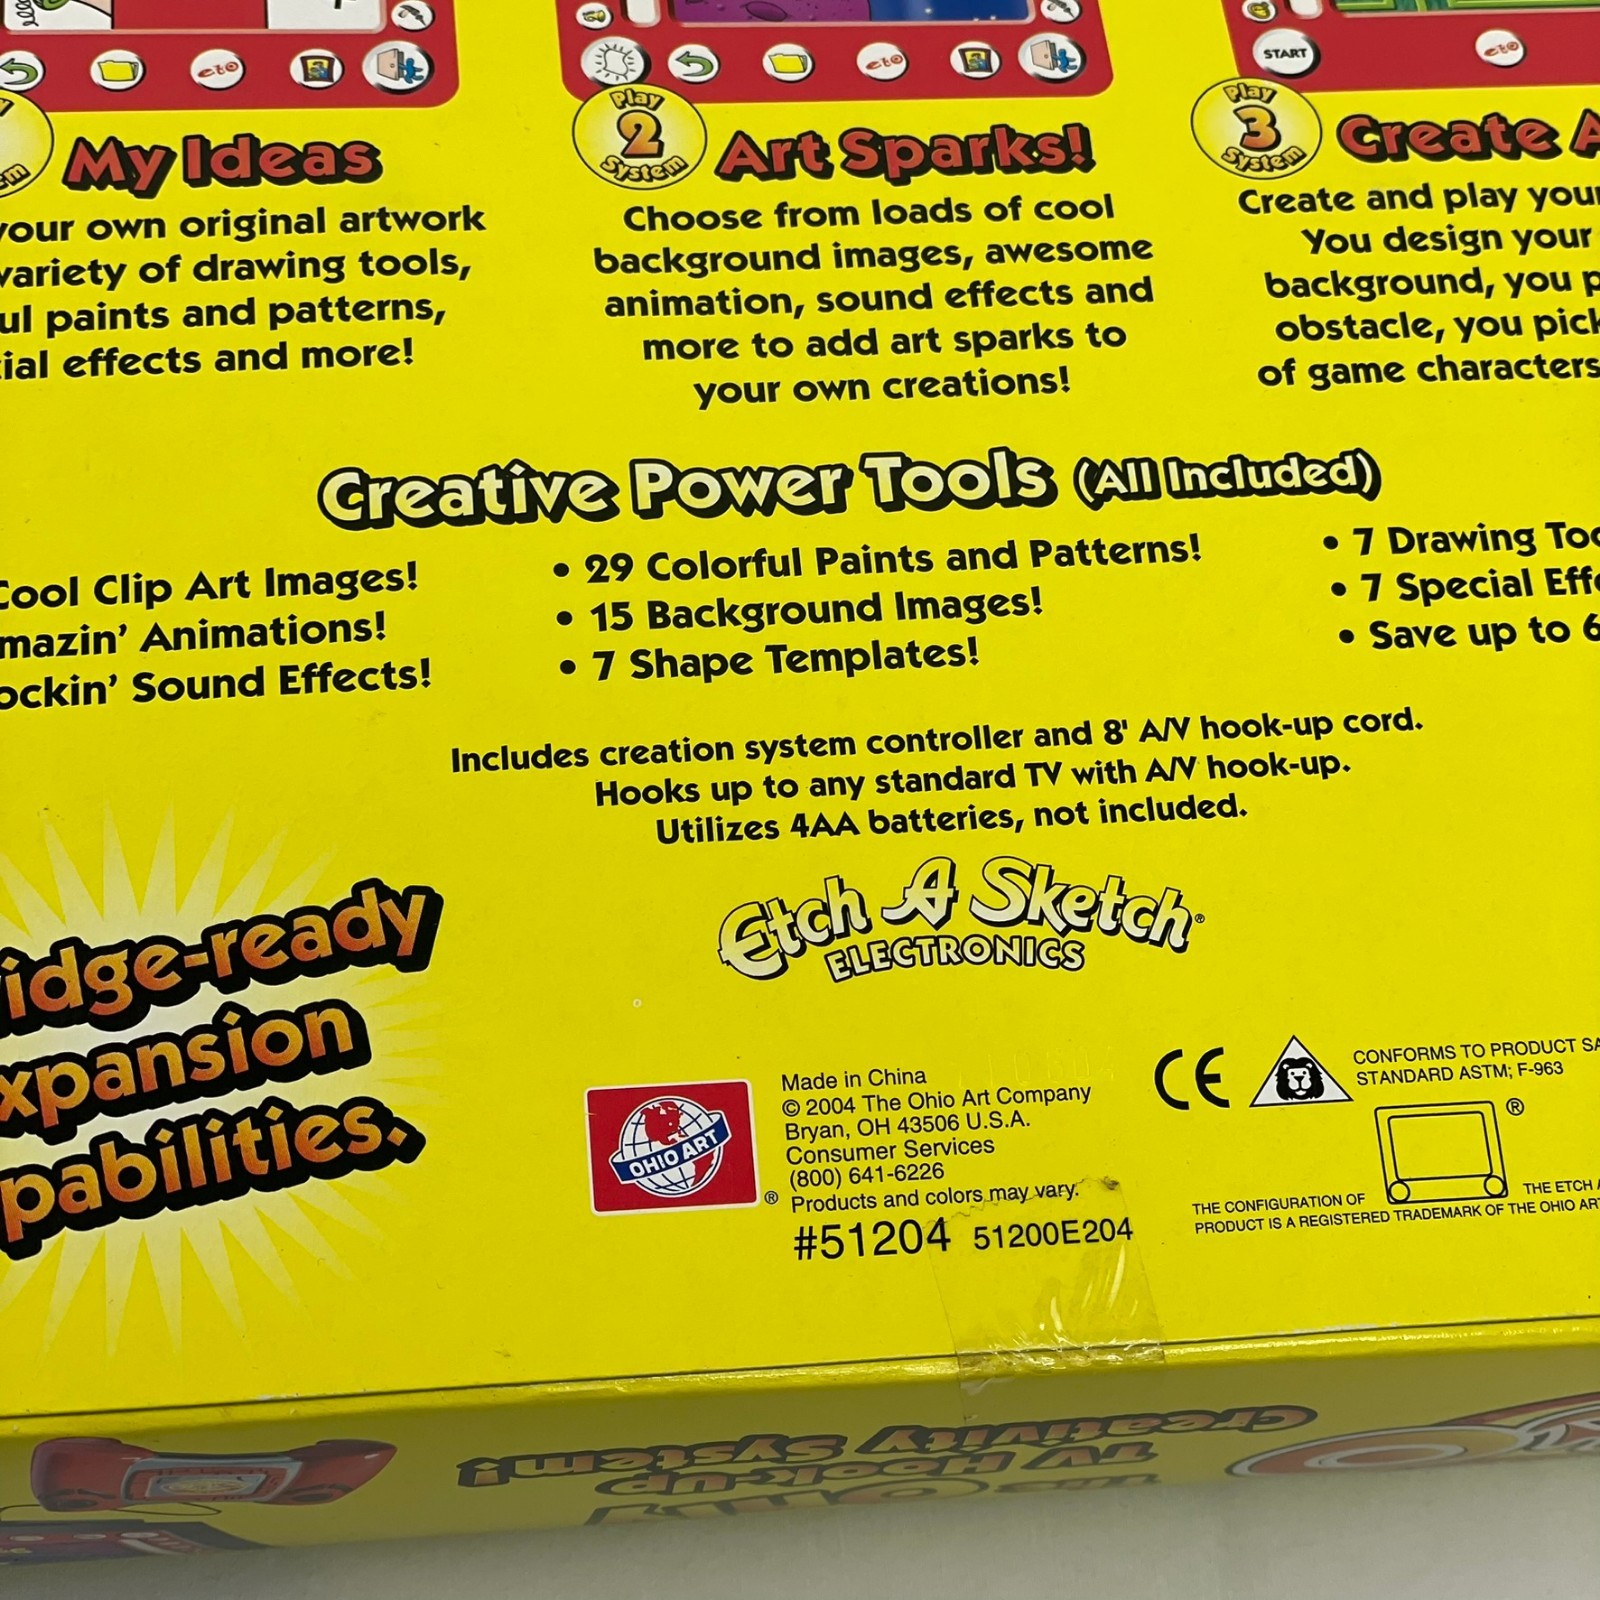 START
Play 2 System
Play 3 System
My Ideas
your own original artwork
variety of drawing tools,
ul paints and patterns,
ial effects and more!
Art Sparks!
Choose from loads of cool
background images, awesome
animation, sound effects and
more to add art sparks to
your own creations!
Create A
Create and play your
You design your
background, you p
obstacle, you pick
of game characters
Creative Power Tools (All Included)
Cool Clip Art Images!
mazin' Animations!
ockin' Sound Effects!
• 29 Colorful Paints and Patterns!
• 15 Background Images!
• 7 Shape Templates!
• 7 Drawing Too
• 7 Special Effe
• Save up to 6
Includes creation system controller and 8' A/V hook-up cord.
Hooks up to any standard TV with A/V hook-up.
Utilizes 4AA batteries, not included.
idge-ready
xpansion
pabilities.
Etch A Sketch®
ELECTRONICS
OHIO ART
®
Made in China
© 2004 The Ohio Art Company
Bryan, OH 43506 U.S.A.
Consumer Services
(800) 641-6226
Products and colors may vary.
#51204 51200E204
CE
CONFORMS TO PRODUCT SA
STANDARD ASTM; F-963
®
THE CONFIGURATION OF THE ETCH A
PRODUCT IS A REGISTERED TRADEMARK OF THE OHIO ART
TV Hook-Up
Creativity System!